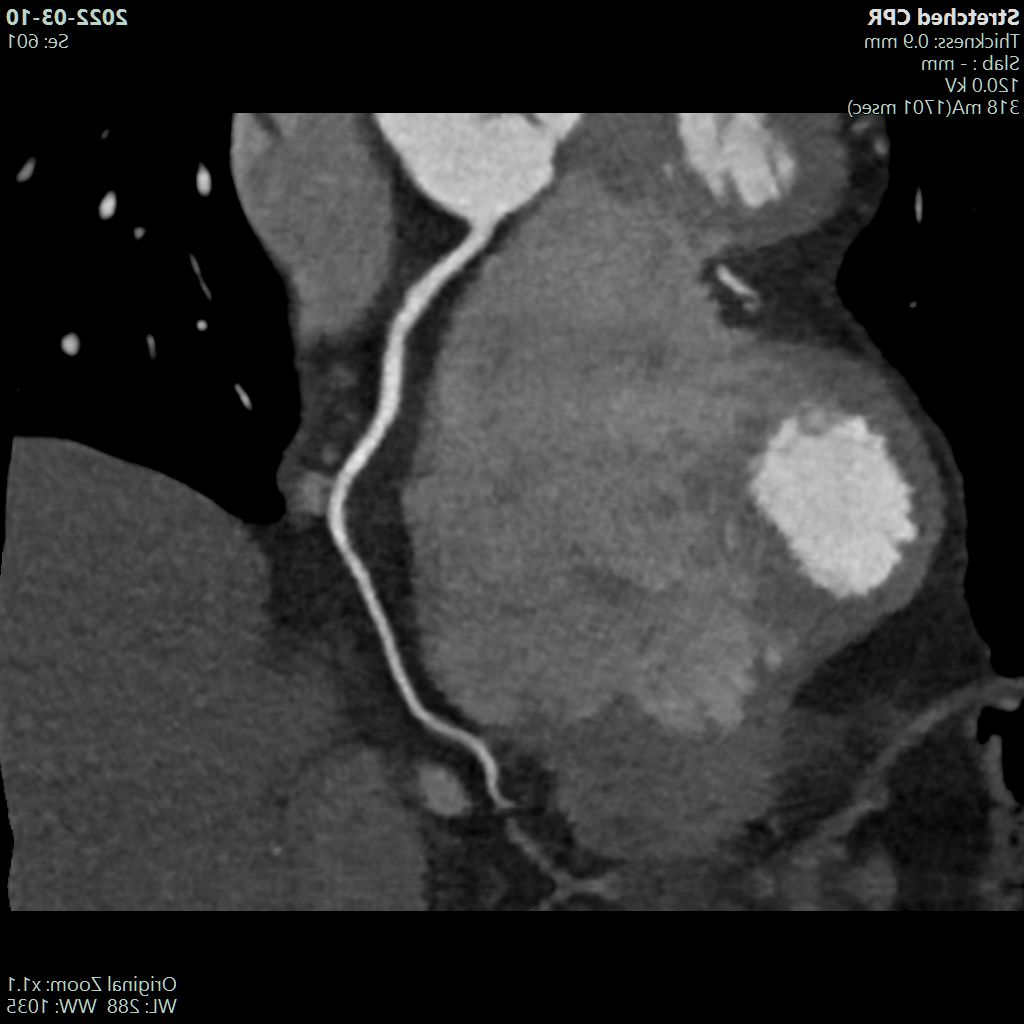 Stretched CPR
Thickness: 0.9 mm
Slab : - mm
120.0 kV
318 mA(1701 msec)
2022-03-10
Se: 601
Original Zoom: x1.1
WL: 288 WW: 1035